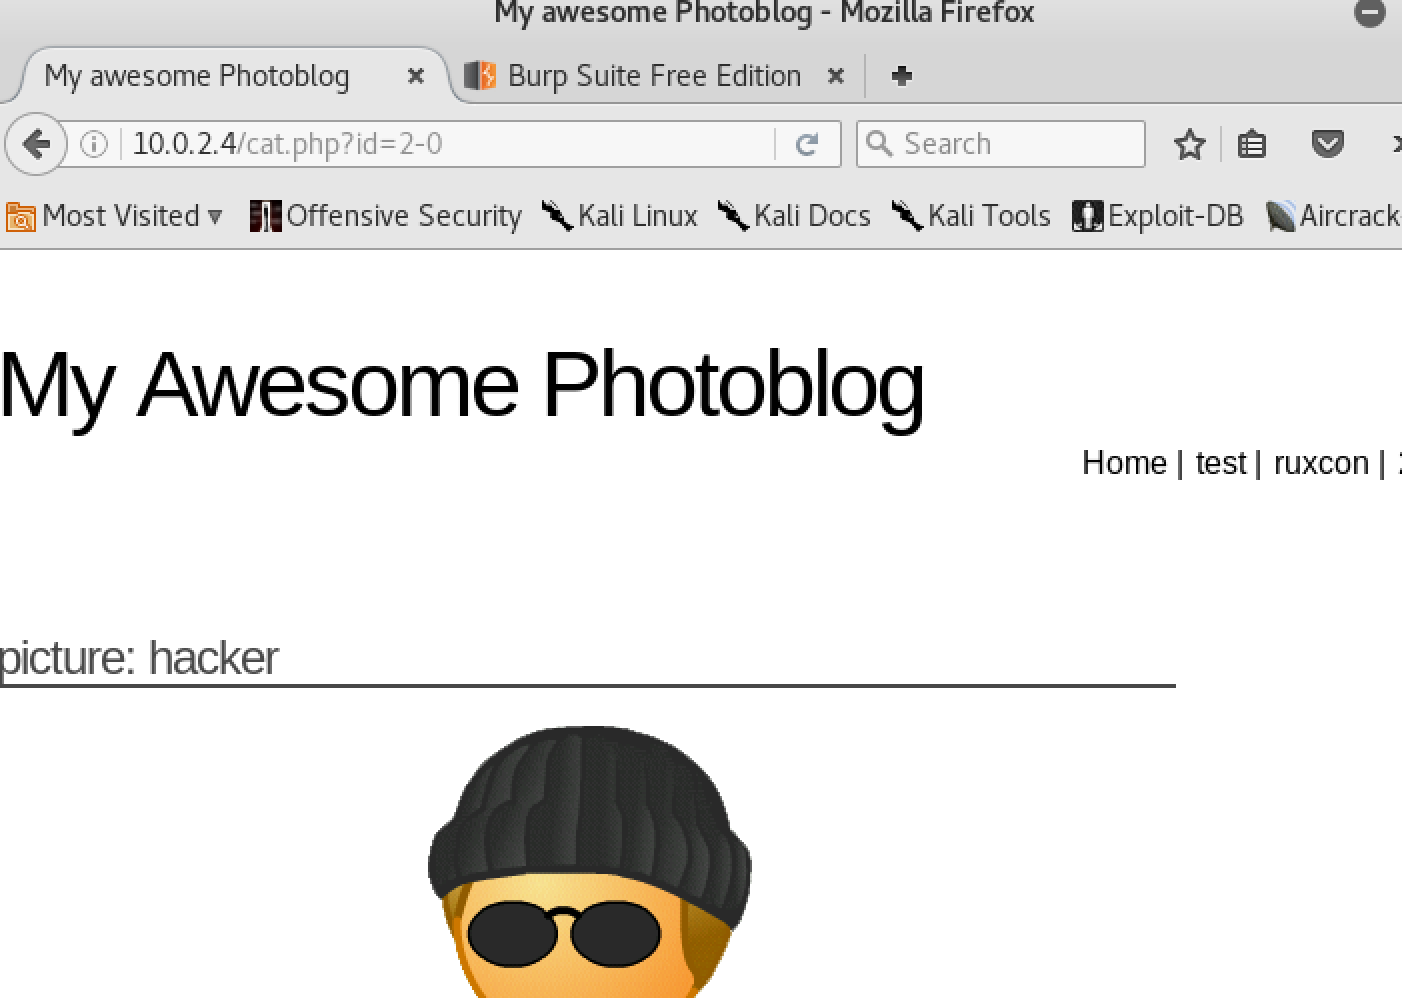 My awesome Photoblog - Mozilla Firefox
My awesome Photoblog Burp Suite Free Edition
10.0.2.4/cat.php?id=2-0 Search
Most Visited Offensive Security Kali Linux Kali Docs Kali Tools Exploit-DB Aircrack
My Awesome Photoblog
Home | test | ruxcon |
picture: hacker